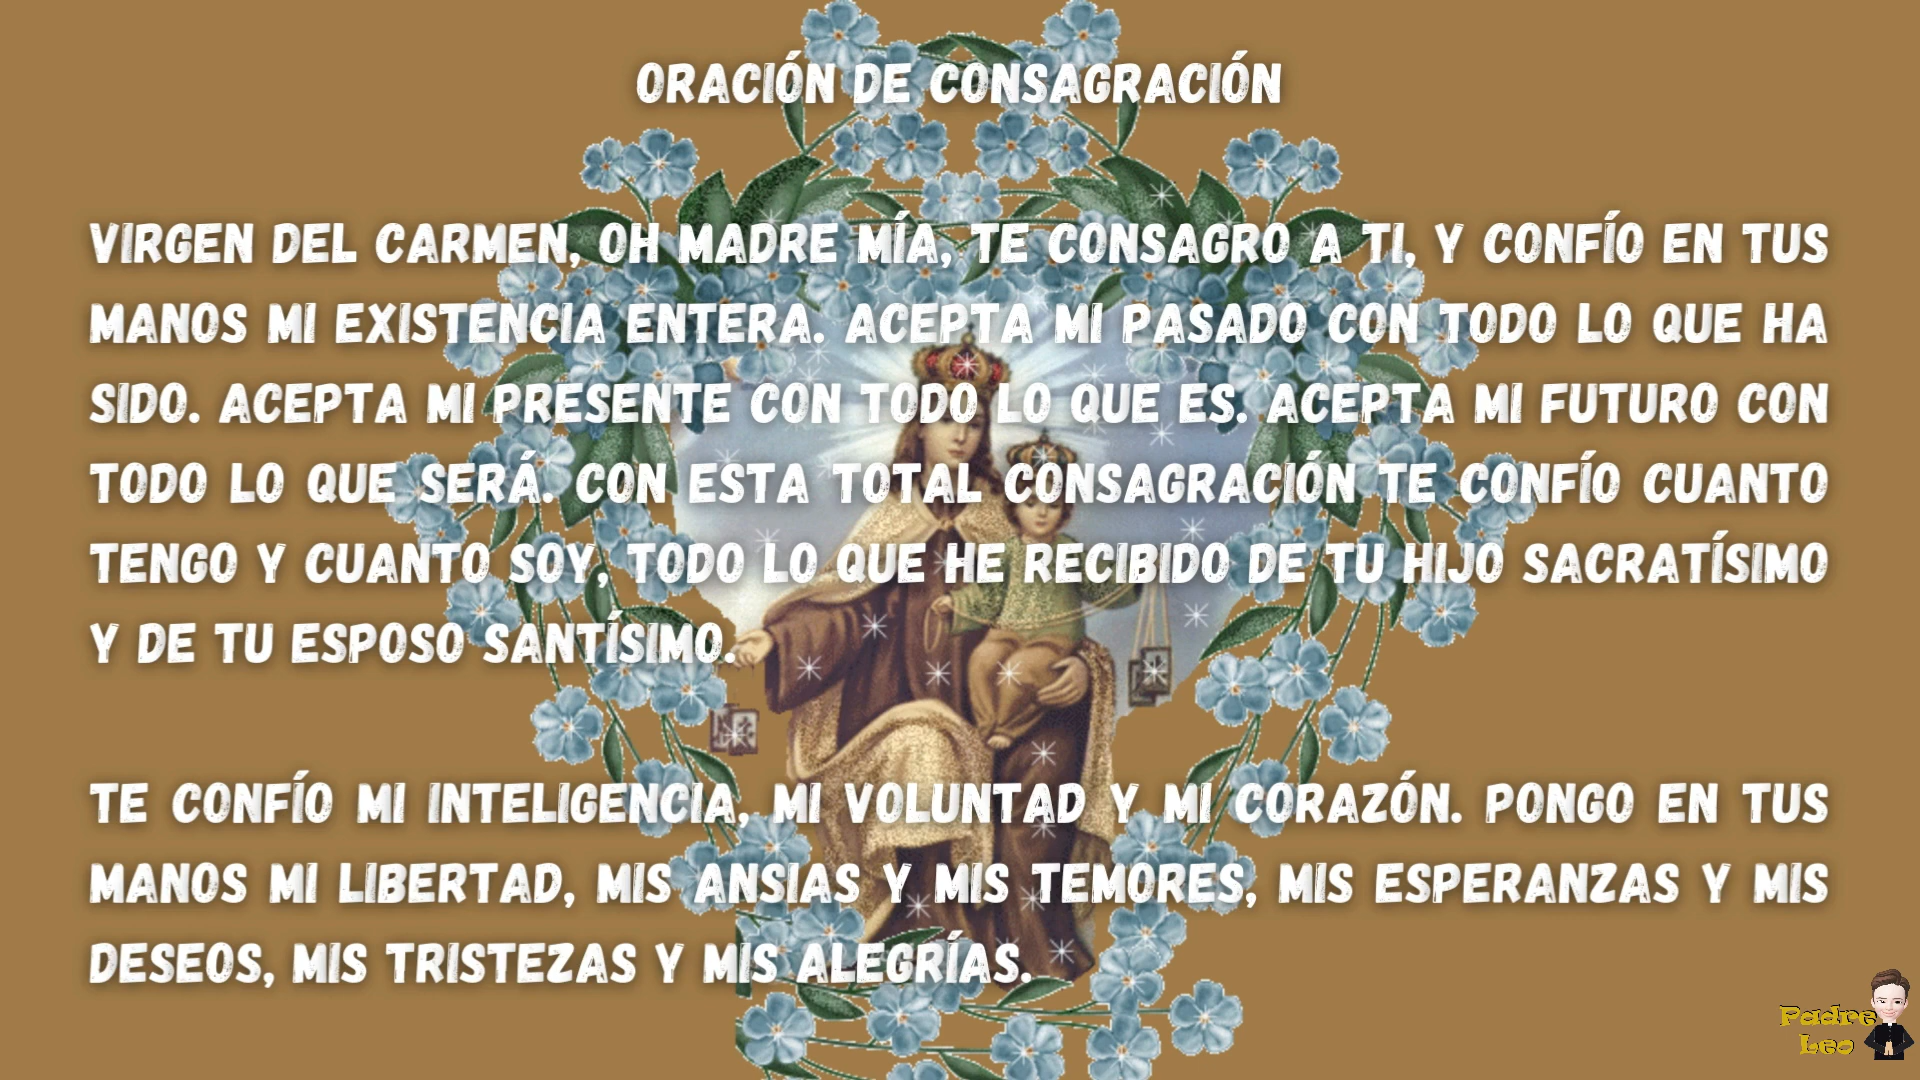 ORACIÓN DE CONSAGRACIÓN
VIRGEN DEL CARMEN, OH MADRE MÍA, TE CONSAGRO A TI, Y CONFÍO EN TUS
MANOS MI EXISTENCIA ENTERA. ACEPTA MI PASADO CON TODO LO QUE HA
SIDO. ACEPTA MI PRESENTE CON TODO LO QUE ES. ACEPTA MI FUTURO CON
TODO LO QUE SERÁ. CON ESTA TOTAL CONSAGRACIÓN TE CONFÍO CUANTO
TENGO Y CUANTO SOY, TODO LO QUE HE RECIBIDO DE TU HIJO SACRATÍSIMO
Y DE TU ESPOSO SANTÍSIMO.
TE CONFÍO MI INTELIGENCIA, MI VOLUNTAD Y MI CORAZÓN. PONGO EN TUS
MANOS MI LIBERTAD, MIS ANSIAS Y MIS TEMORES, MIS ESPERANZAS Y MIS
DESEOS, MIS TRISTEZAS Y MIS ALEGRÍAS.
Padre
Leo